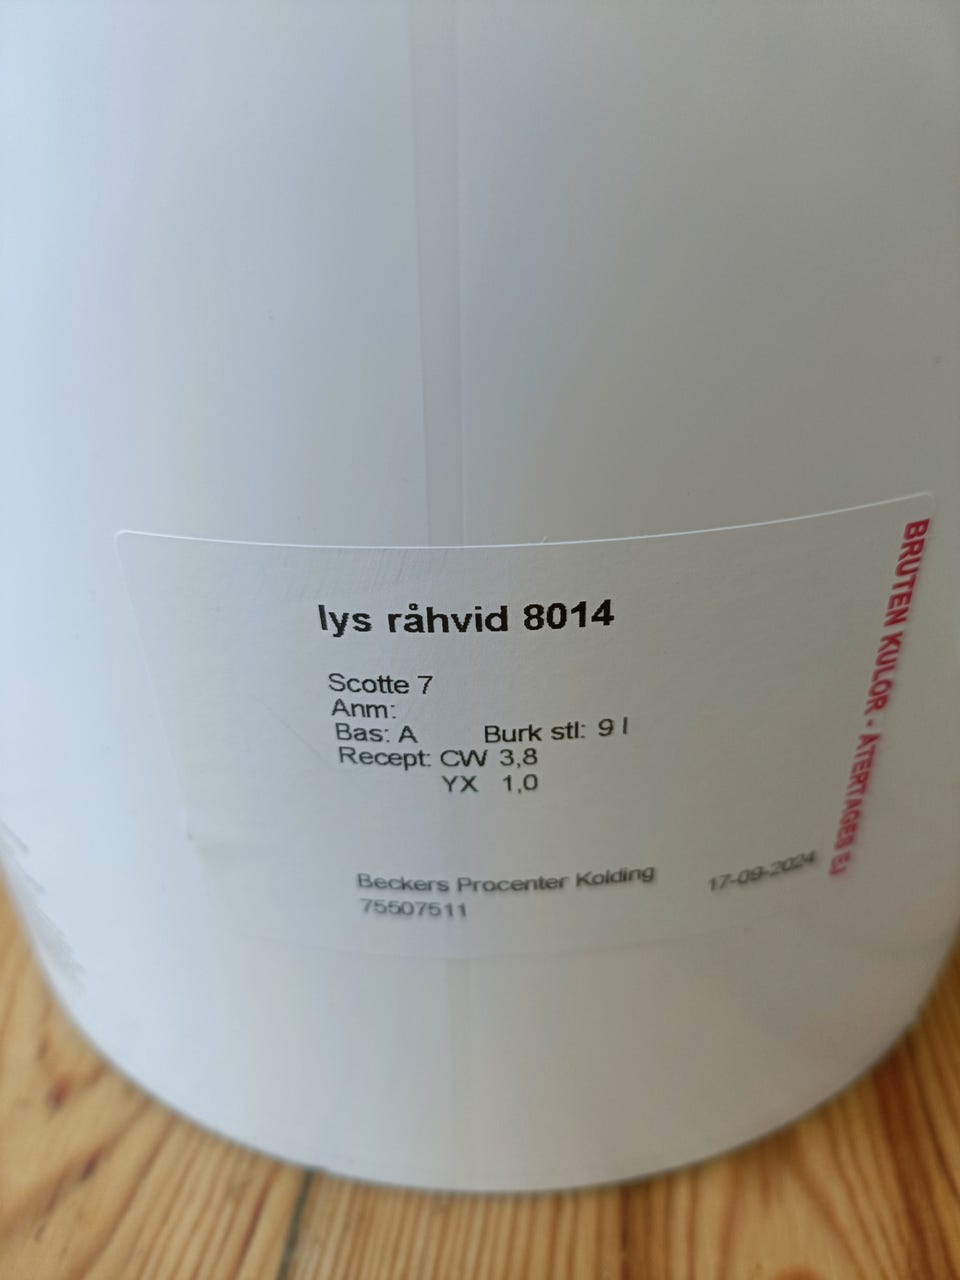 lys råhvid 8014
Scotte 7
Anm:
Bas: A Burk stl: 9 l
Recept: CW 3,8
YX 1,0
Beckers Procenter Kolding 17-09-2024
75507511
BRUTEN KULÖR - ÅTERTAGES EJ